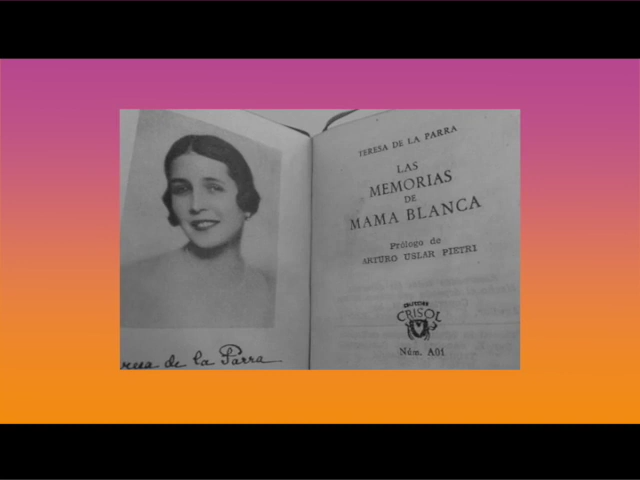 TERESA DE LA PARRA
LAS
MEMORIAS
DE
MAMA BLANCA
Prólogo de
ARTURO USLAR PIETRI
COLECCION
CRISOL
Núm. A01
de la Parra